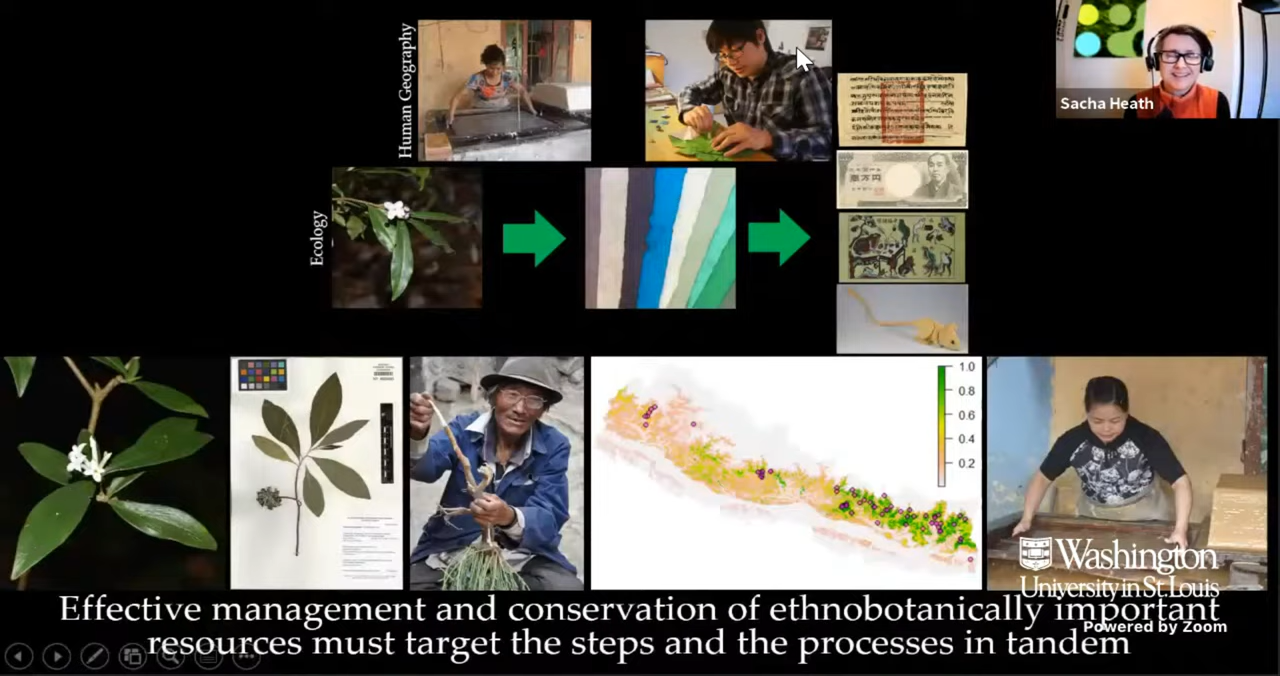 Human Geography
Sacha Heath
Ecology
1.0
0.8
0.6
0.4
0.2
Washington
University in St. Louis
Effective management and conservation of ethnobotanically important
resources must target the steps and the processes in tandem
Powered by Zoom